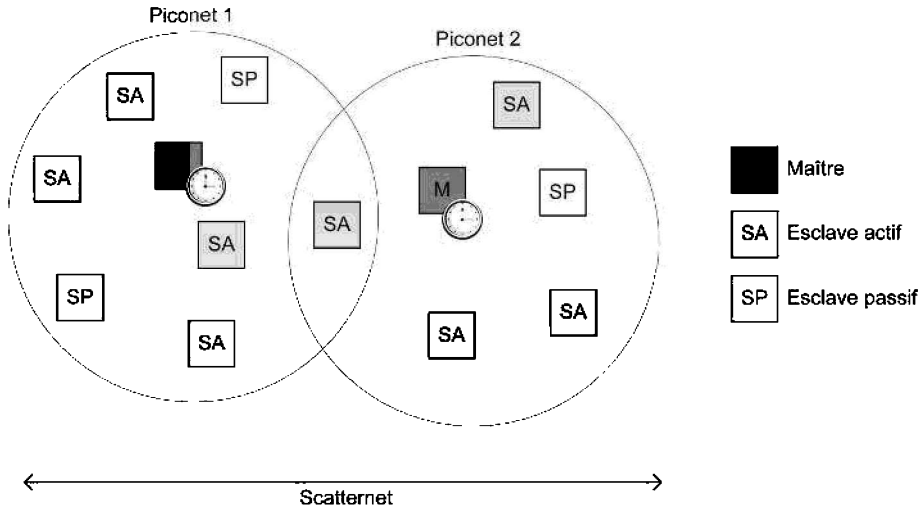 Piconet 1
Piconet 2
SP
SA
SA
SA
M
SP
SA
SA
SA
SP
SA
SA
SA
Maître
SA Esclave actif
SP Esclave passif
Scatternet